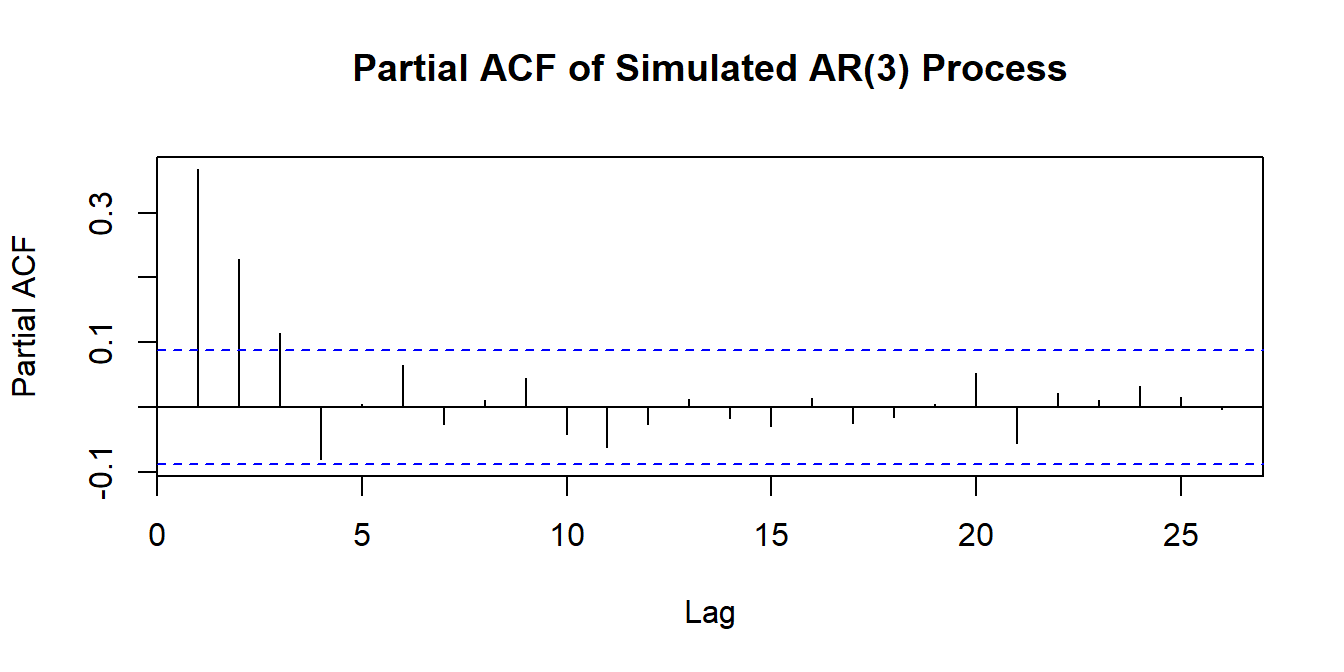 Partial ACF of Simulated AR(3) Process
Partial ACF
0.3
0.1
-0.1
0 5 10 15 20 25
Lag